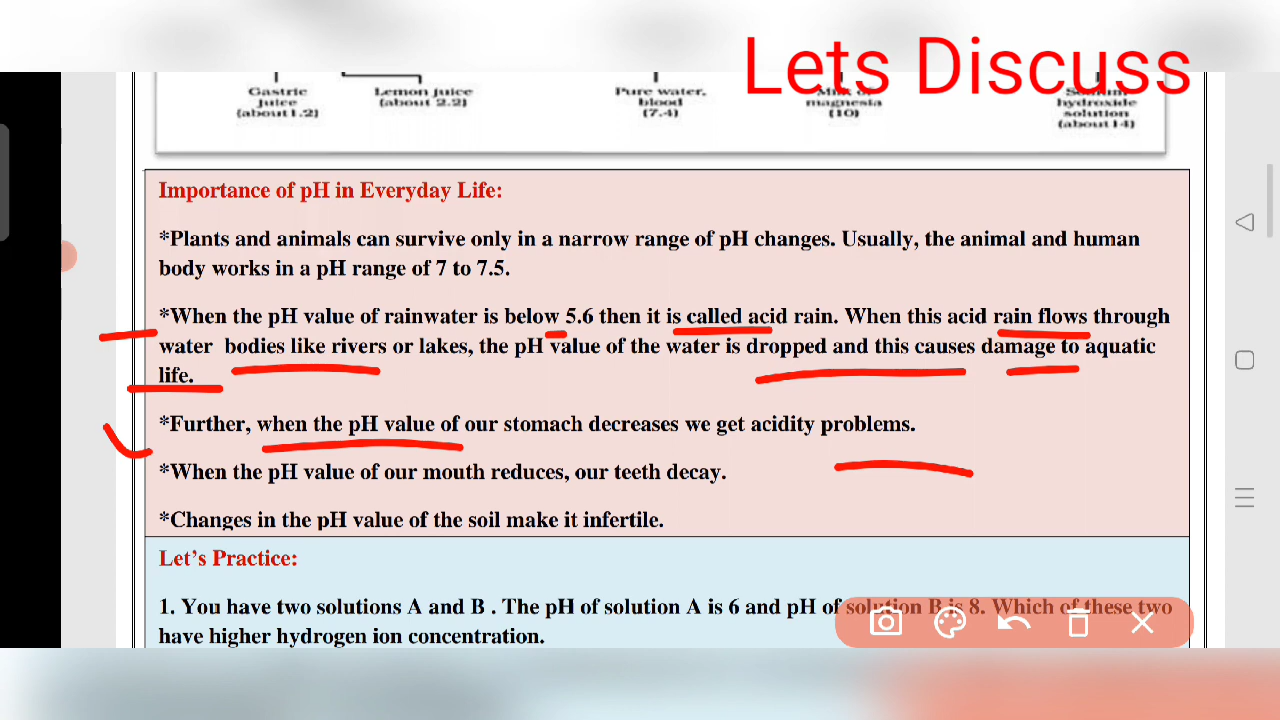 Lets Discuss
Gastric Juice (about 1.2)
Lemon juice (about 2.2)
Pure water, blood (7.4)
Milk of magnesia (10)
Sodium hydroxide solution (about 14)
Importance of pH in Everyday Life:
*Plants and animals can survive only in a narrow range of pH changes. Usually, the animal and human
body works in a pH range of 7 to 7.5.
*When the pH value of rainwater is below 5.6 then it is called acid rain. When this acid rain flows through
water bodies like rivers or lakes, the pH value of the water is dropped and this causes damage to aquatic
life.
*Further, when the pH value of our stomach decreases we get acidity problems.
*When the pH value of our mouth reduces, our teeth decay.
*Changes in the pH value of the soil make it infertile.
Let's Practice:
1. You have two solutions A and B . The pH of solution A is 6 and pH of solution B is 8. Which of these two
have higher hydrogen ion concentration.